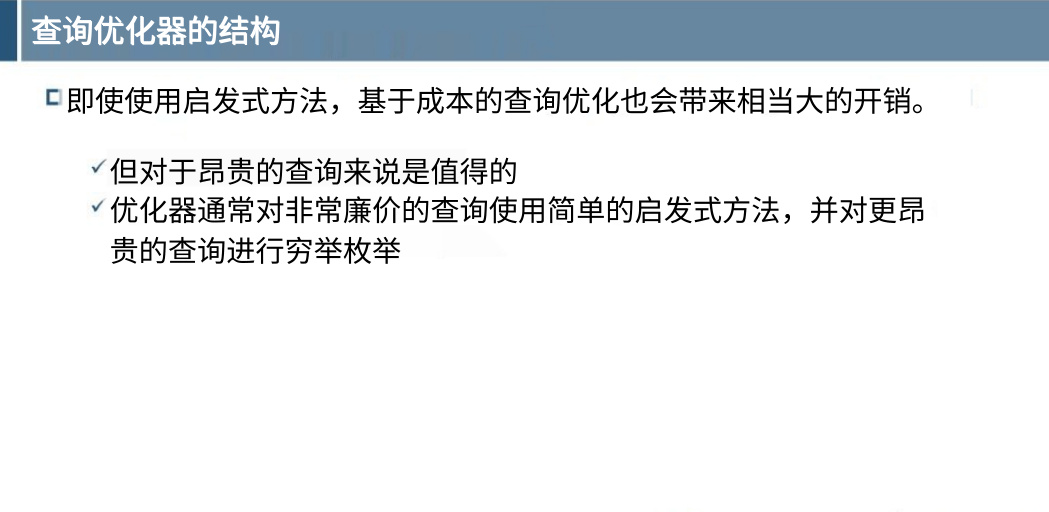 查询优化器的结构
即使使用启发式方法，基于成本的查询优化也会带来相当大的开销。
但对于昂贵的查询来说是值得的
优化器通常对非常廉价的查询使用简单的启发式方法，并对更昂
贵的查询进行穷举枚举